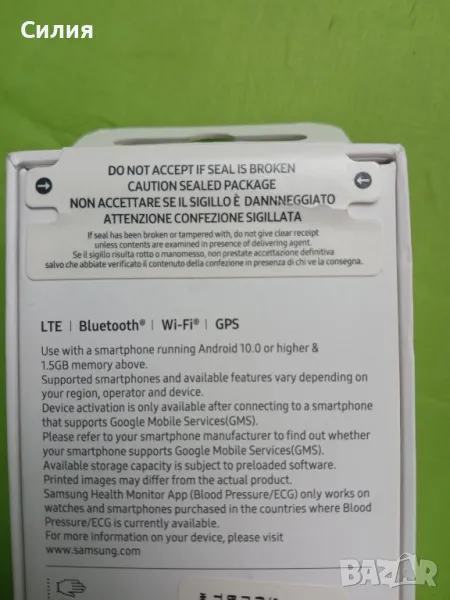 Силия
DO NOT ACCEPT IF SEAL IS BROKEN
CAUTION SEALED PACKAGE
NON ACCETTARE SE IL SIGILLO È DANNNEGGIATO
ATTENZIONE CONFEZIONE SIGILLATA
If seal has been broken or tampered with, do not give clear receipt
unless contents are examined in presence of delivering agent.
Se il sigillo risulta rotto o manomesso, non prestate accettazione definitiva
salvo che abbiate verificato il contenuto della confezione in presenza di chi ve la consegna.
LTE | Bluetooth® | Wi-Fi® | GPS
Use with a smartphone running Android 10.0 or higher &
1.5GB memory above.
Supported smartphones and available features vary depending on
your region, operator and device.
Device activation is only available after connecting to a smartphone
that supports Google Mobile Services(GMS).
Please refer to your smartphone manufacturer to find out whether
your smartphone supports Google Mobile Services(GMS).
Available storage capacity is subject to preloaded software.
Printed images may differ from the actual product.
Samsung Health Monitor App (Blood Pressure/ECG) only works on
watches and smartphones purchased in the countries where Blood
Pressure/ECG is currently available.
For more information on your device, please visit
www.samsung.com
BAZAR